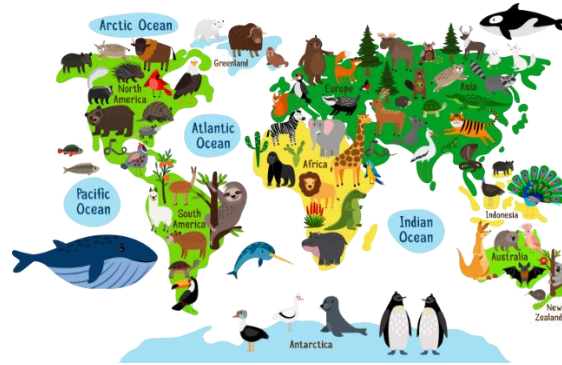 Arctic Ocean
Greenland
North
America
Europe
Asia
Atlantic
Ocean
Africa
Pacific
Ocean
South
America
Indian
Ocean
Indonesia
Australia
New
Zealand
Antarctica